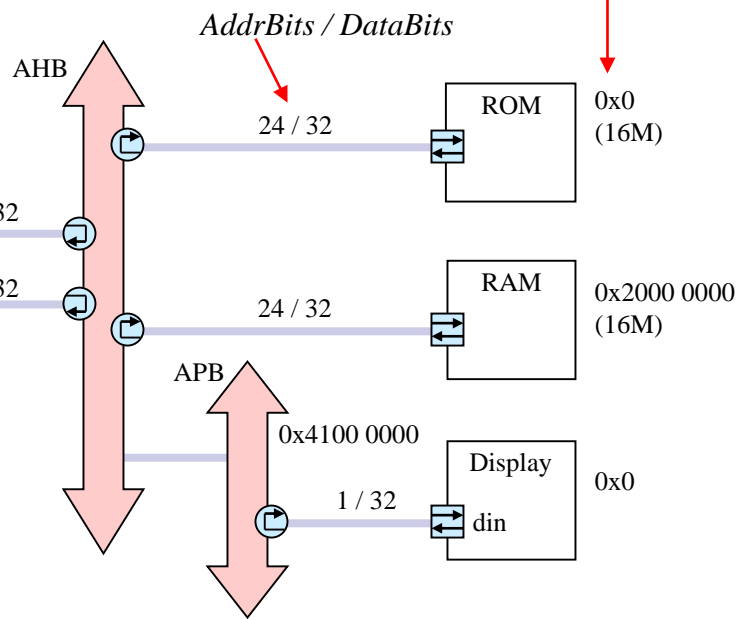 AddrBits / DataBits
AHB
ROM
0x0
(16M)
24 / 32
32
RAM
0x2000 0000
(16M)
24 / 32
32
APB
0x4100 0000
Display
0x0
1 / 32
din